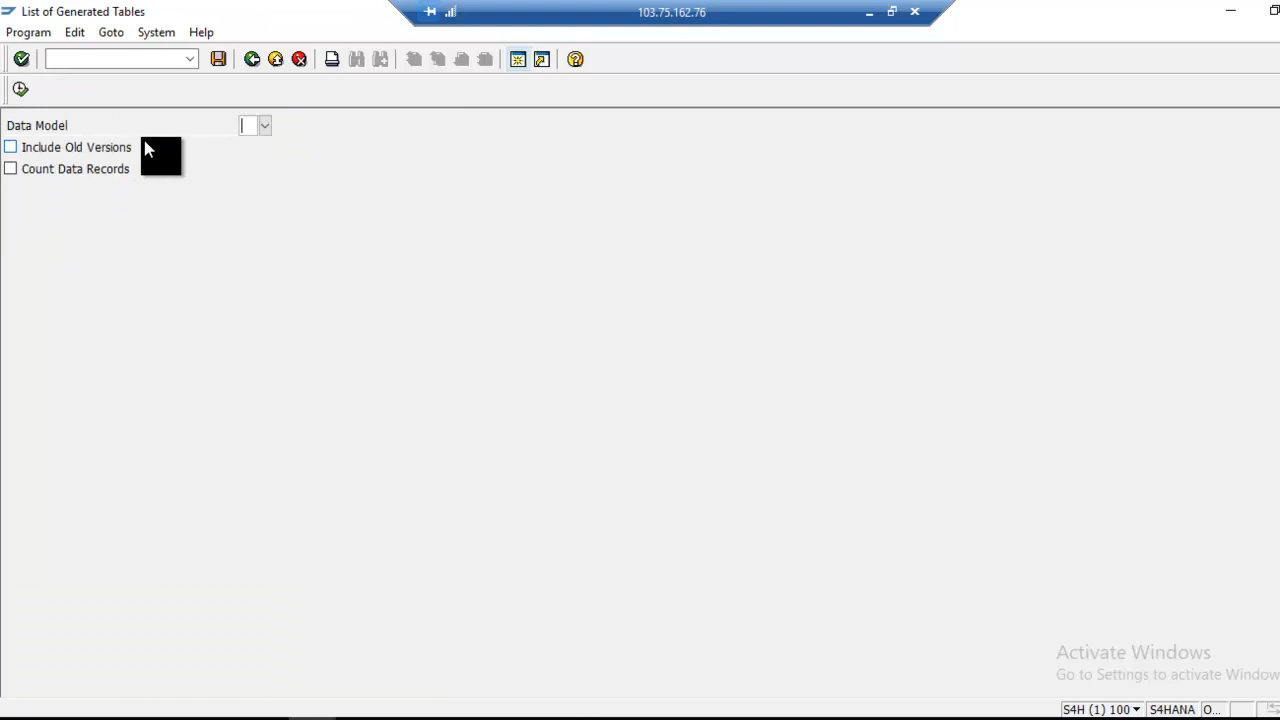 List of Generated Tables
103.75.162.76
Program Edit Goto System Help
Data Model
Include Old Versions
Count Data Records
Activate Windows
Go to Settings to activate Window
S4H (1) 100 S4HANA O...